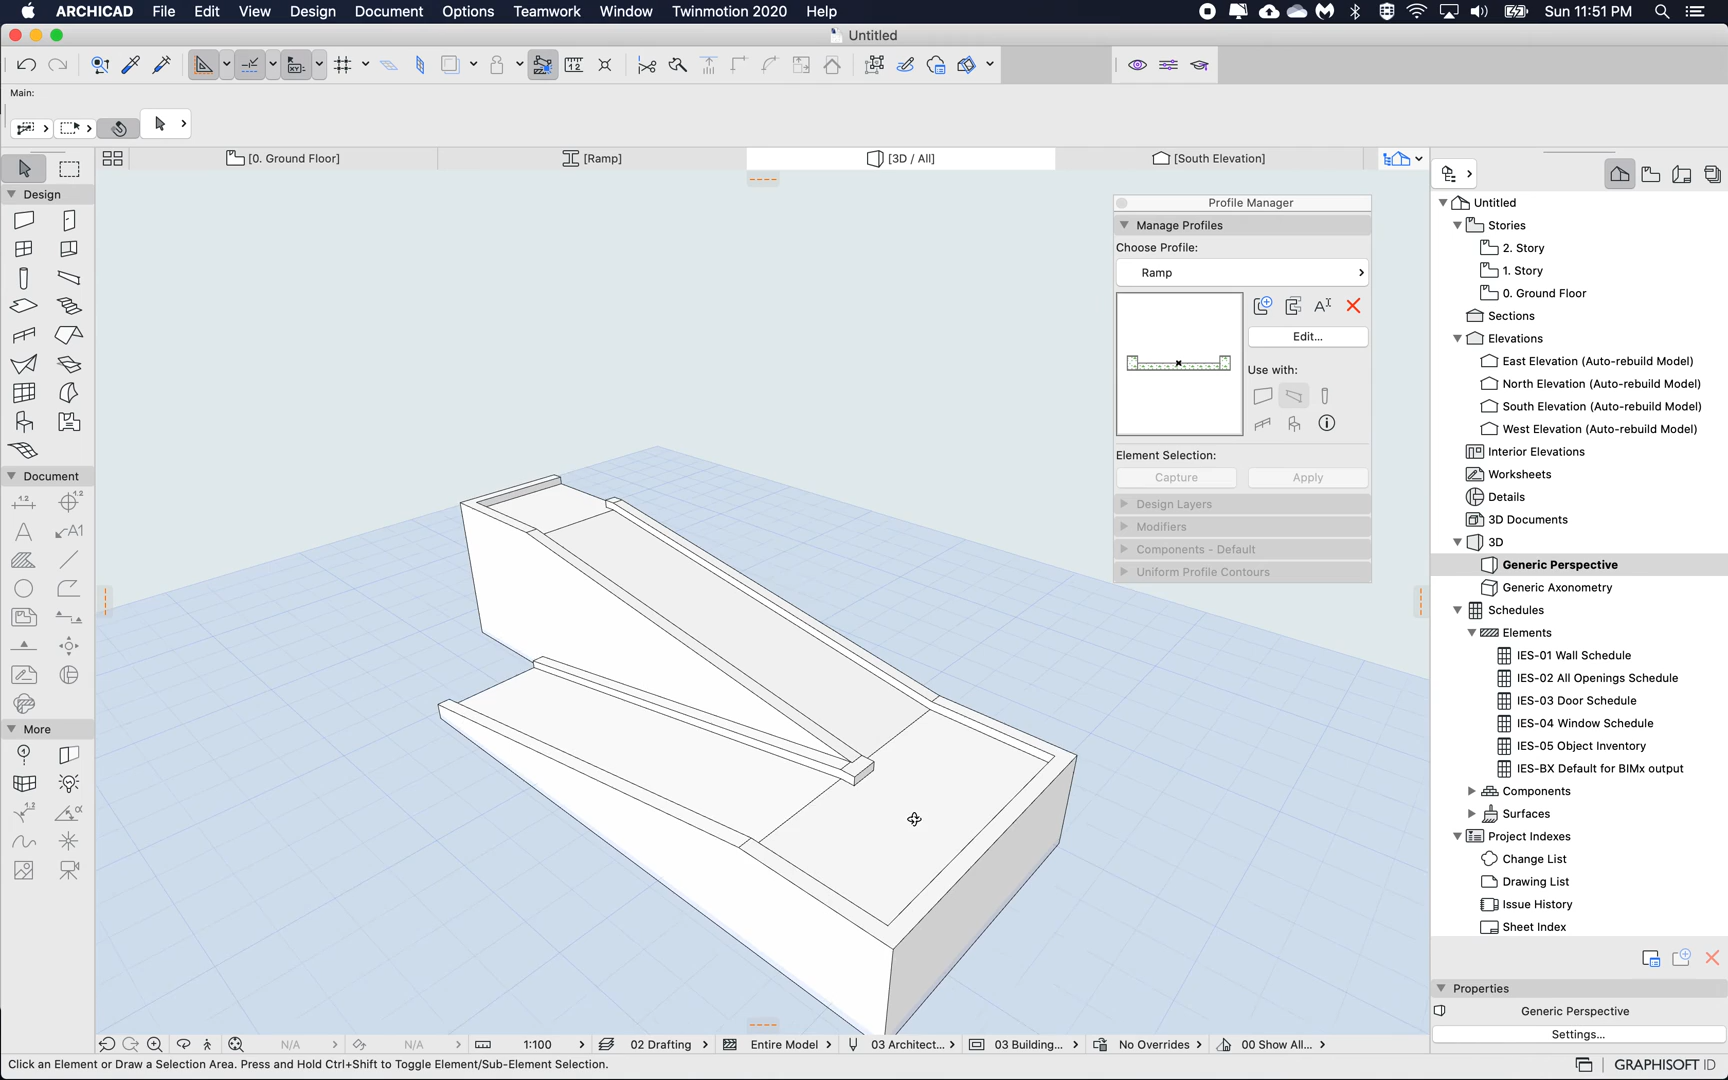 ARCHICAD File Edit View Design Document Options Teamwork Window Twinmotion 2020 Help Sun 11:51 PM
Untitled
Main:
[0. Ground Floor] [Ramp] [3D / All] [South Elevation]
Design
Document
More
Profile Manager
Manage Profiles
Choose Profile:
Ramp
Edit...
Use with:
Element Selection:
Capture Apply
Design Layers
Modifiers
Components - Default
Uniform Profile Contours
Untitled
Stories
2. Story
1. Story
0. Ground Floor
Sections
Elevations
East Elevation (Auto-rebuild Model)
North Elevation (Auto-rebuild Model)
South Elevation (Auto-rebuild Model)
West Elevation (Auto-rebuild Model)
Interior Elevations
Worksheets
Details
3D Documents
3D
Generic Perspective
Generic Axonometry
Schedules
Elements
IES-01 Wall Schedule
IES-02 All Openings Schedule
IES-03 Door Schedule
IES-04 Window Schedule
IES-05 Object Inventory
IES-BX Default for BIMx output
Components
Surfaces
Project Indexes
Change List
Drawing List
Issue History
Sheet Index
Properties
Generic Perspective
Settings...
N/A N/A 1:100 02 Drafting Entire Model 03 Architect... 03 Building... No Overrides 00 Show All...
Click an Element or Draw a Selection Area. Press and Hold Ctrl+Shift to Toggle Element/Sub-Element Selection.
GRAPHISOFT ID